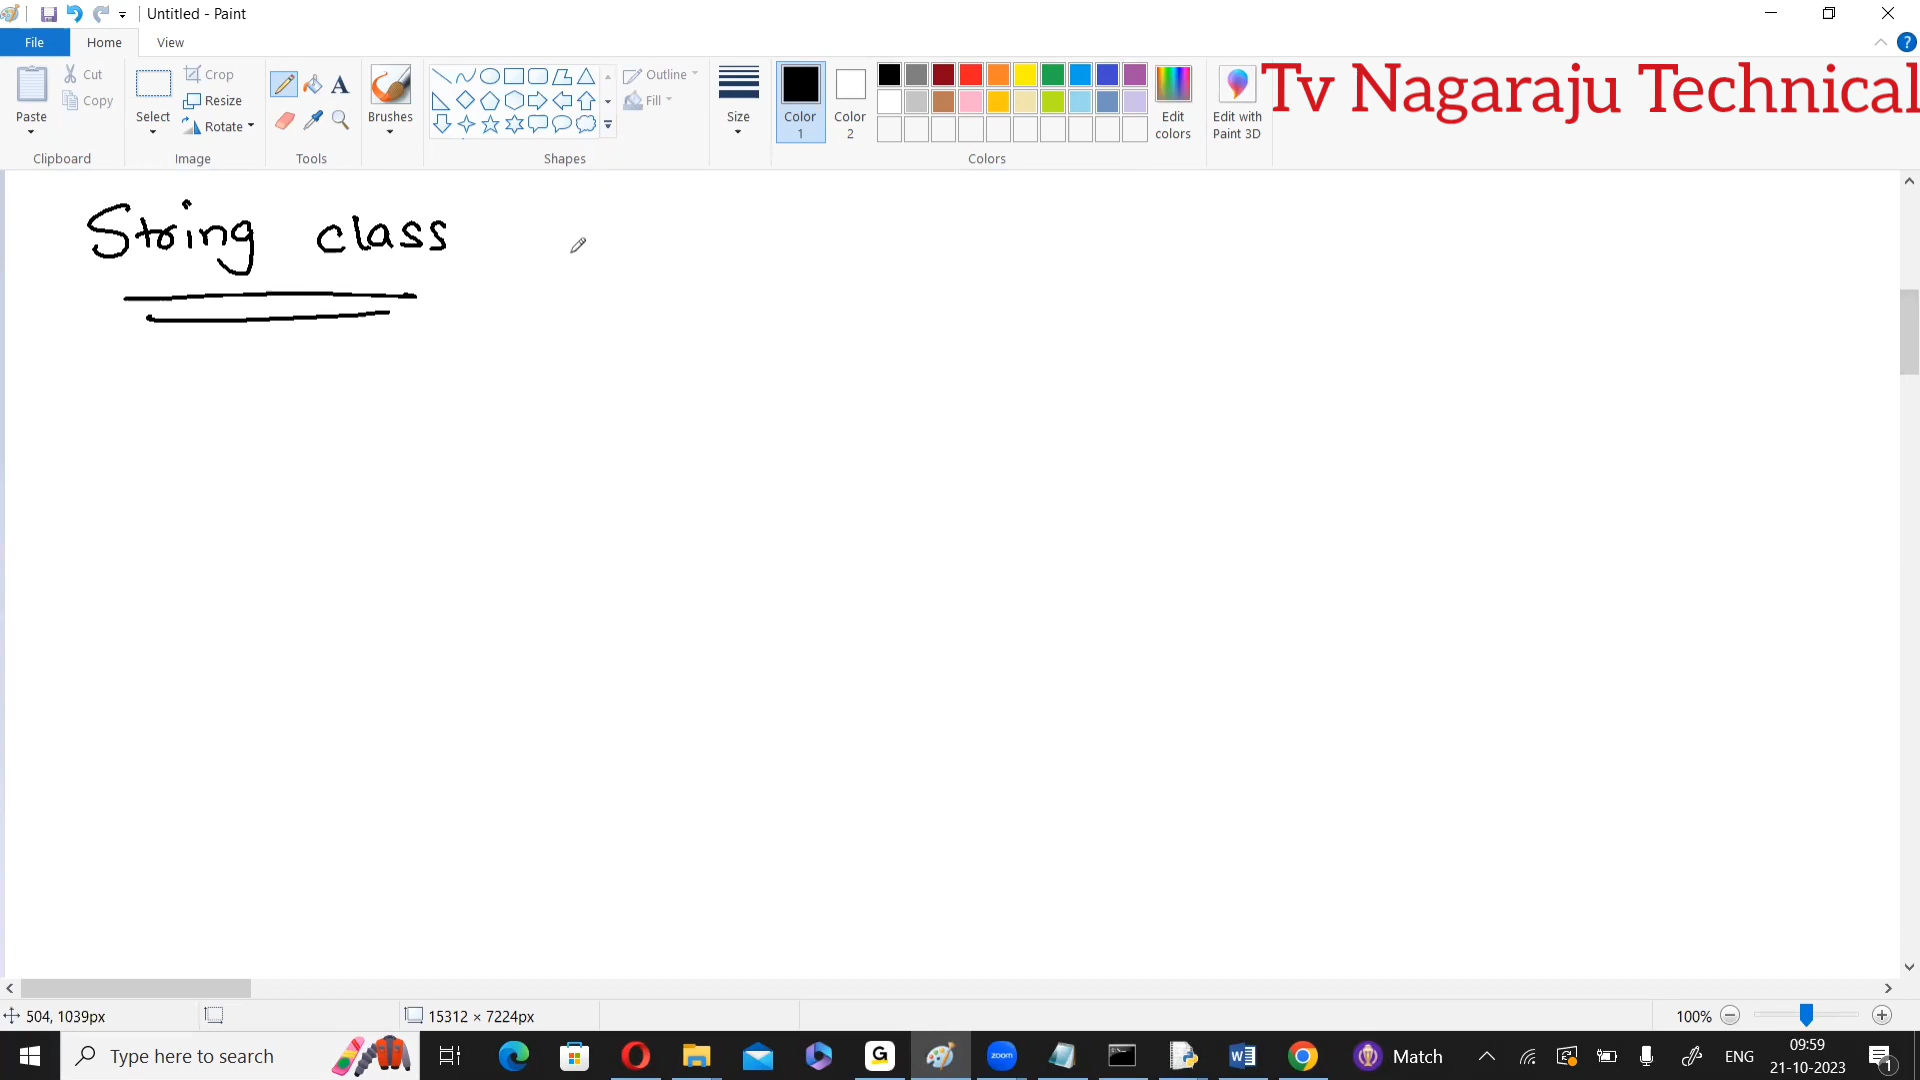 Untitled - Paint
File Home View
Cut
Copy
Paste
Clipboard
Crop
Resize
Rotate
Select
Image
Tools
Brushes
Shapes
Outline
Fill
Size
Color 1
Color 2
Colors
Edit colors
Edit with Paint 3D
Tv Nagaraju Technical
String class
504, 1039px
15312 × 7224px
100%
Type here to search
zoom
Match
ENG
09:59
21-10-2023
1